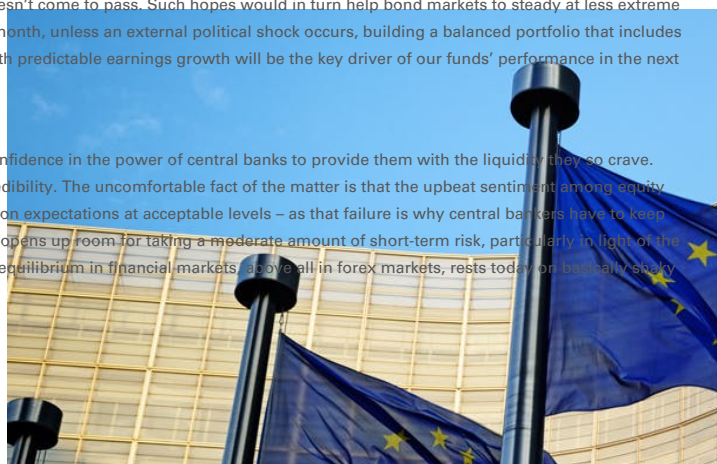 esn't come to pass. Such hopes would in turn help bond markets to steady at less extreme
month, unless an external political shock occurs, building a balanced portfolio that includes
th predictable earnings growth will be the key driver of our funds' performance in the next
nfidence in the power of central banks to provide them with the liquidity they so crave.
edibility. The uncomfortable fact of the matter is that the upbeat sentiment among equity
on expectations at acceptable levels – as that failure is why central bankers have to keep
opens up room for taking a moderate amount of short-term risk, particularly in light of the
equilibrium in financial markets, above all in forex markets, rests today on basically shaky